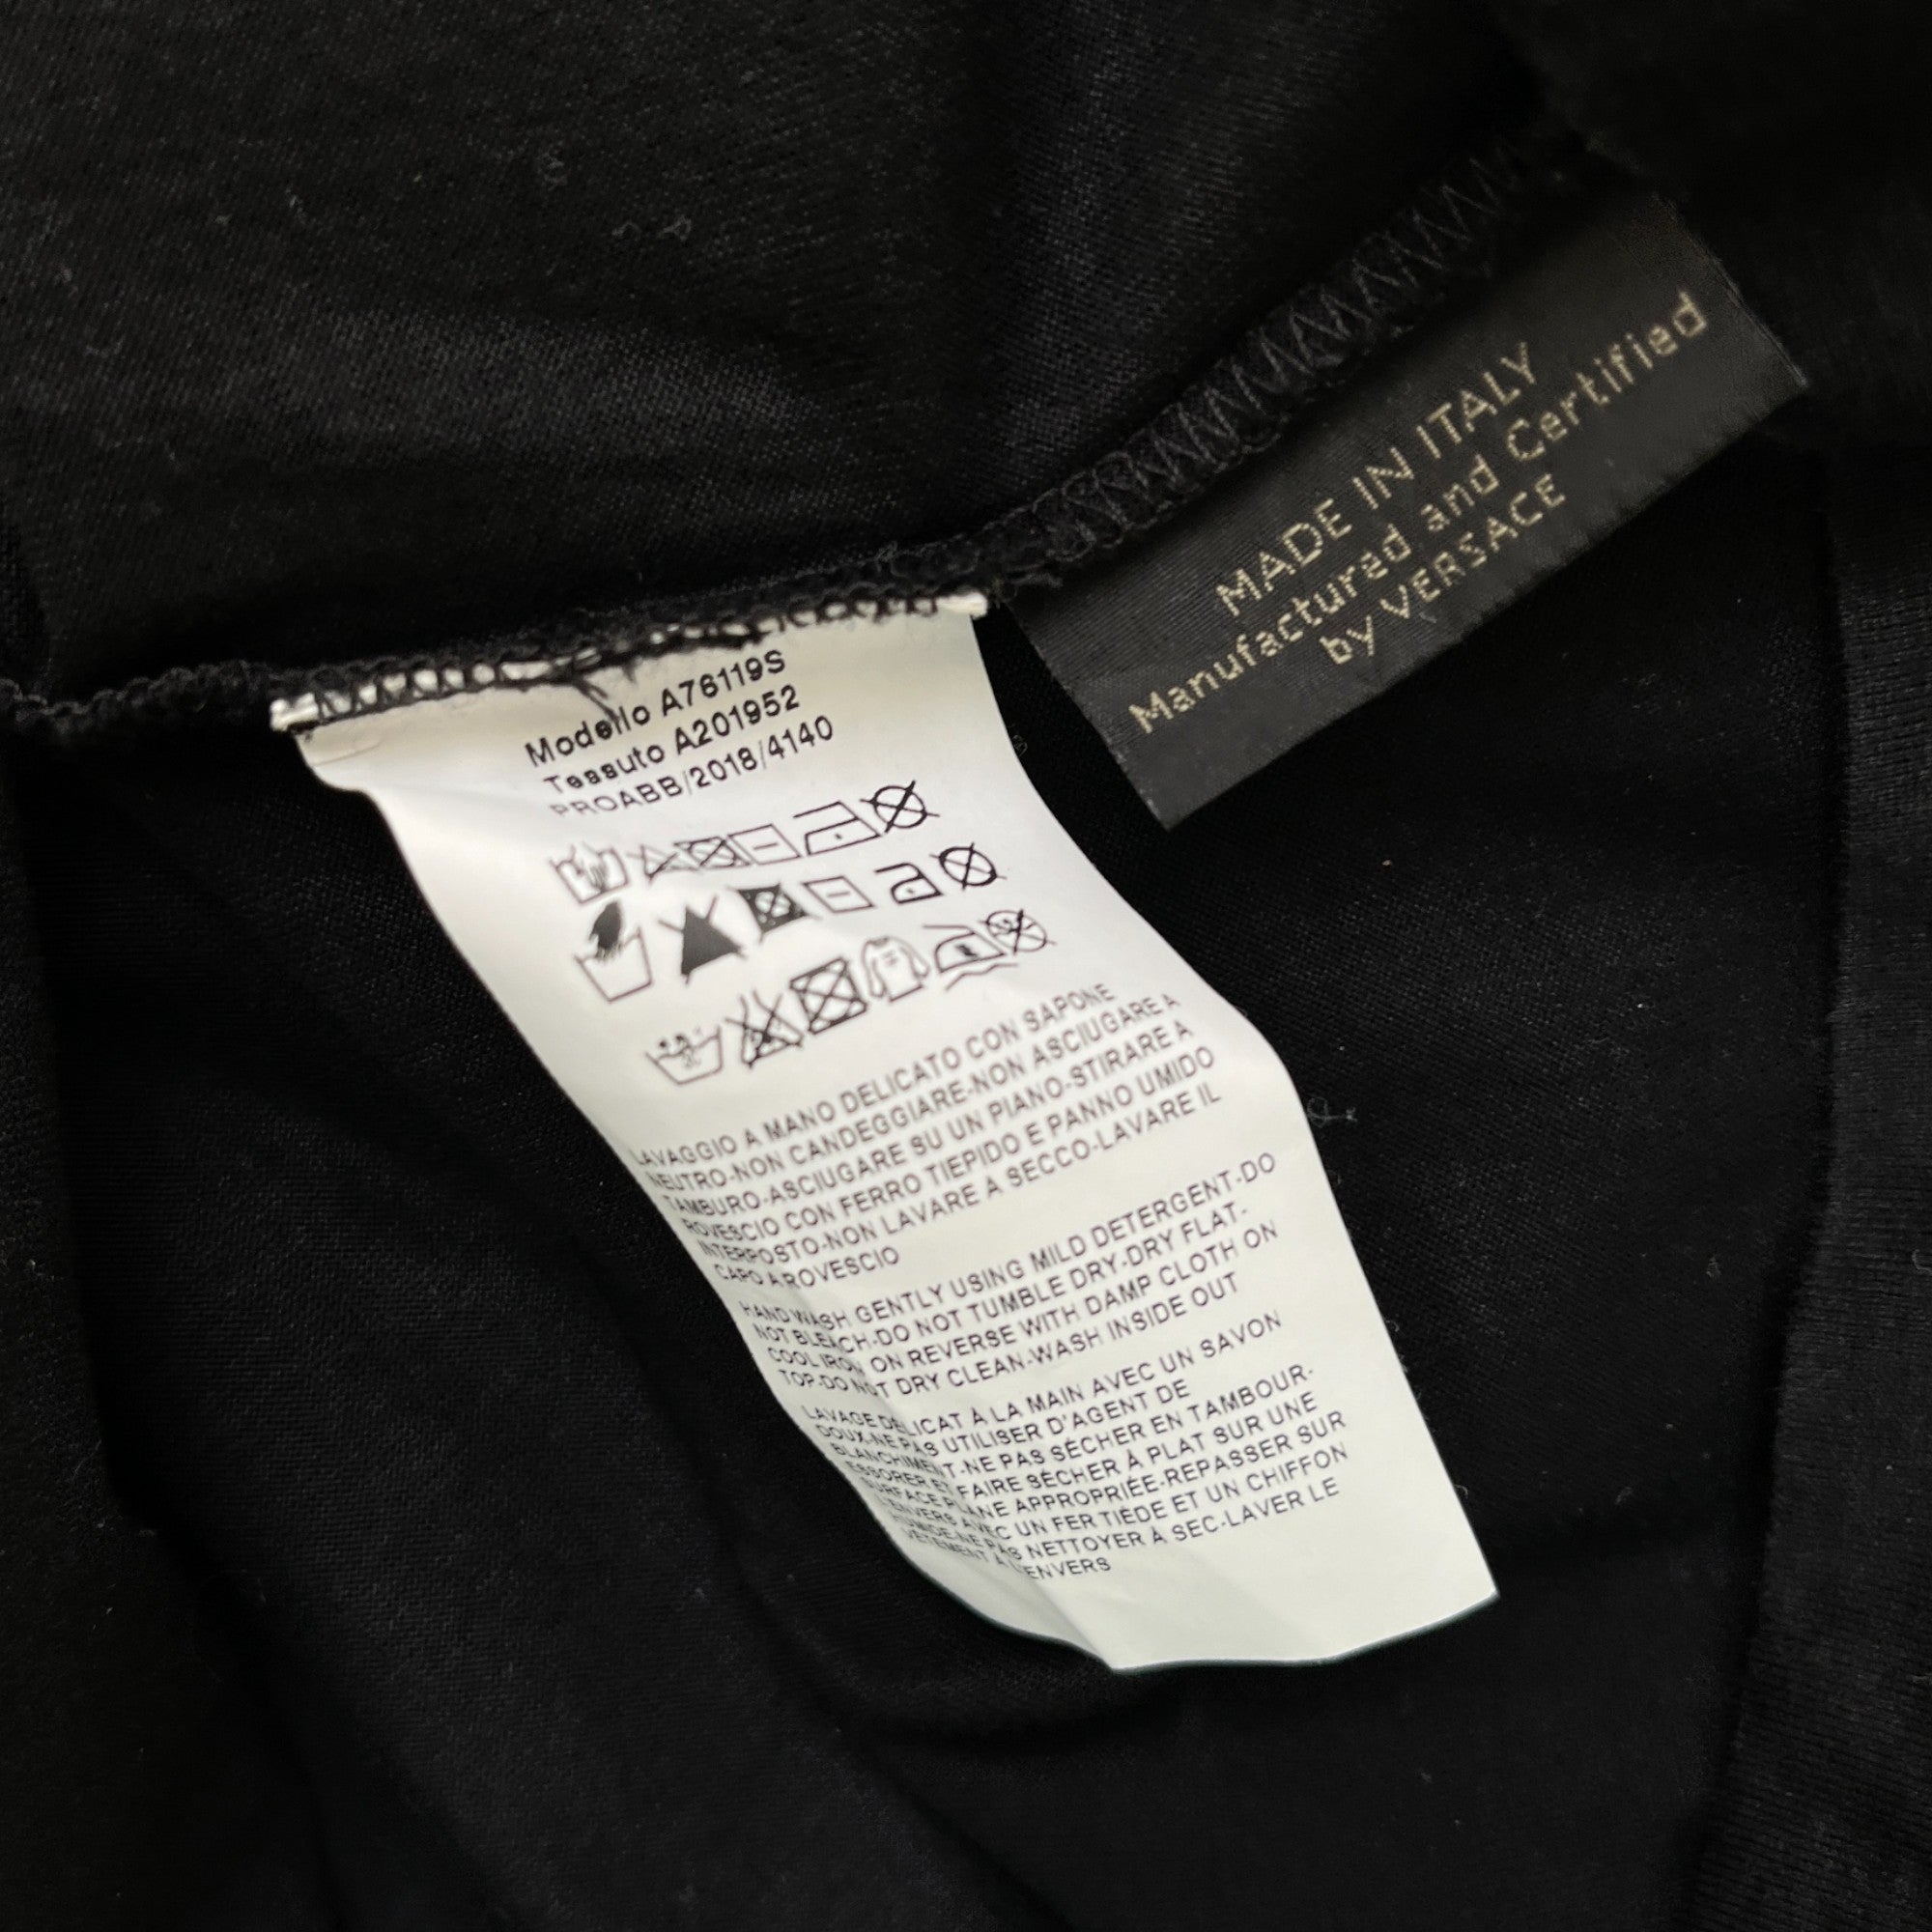 Modello A76119S
Tessuto A201952
PROABB/2018/4140
LAVAGGIO A MANO DELICATO CON SAPONE
NEUTRO-NON CANDEGGIARE-NON ASCIUGARE A
TAMBURO-ASCIUGARE SU UN PIANO-STIRARE A
ROVESCIO CON FERRO TIEPIDO E PANNO UMIDO
INTERPOSTO-NON LAVARE A SECCO-LAVARE IL
CAPO A ROVESCIO
HAND WASH GENTLY USING MILD DETERGENT-DO
NOT BLEACH-DO NOT TUMBLE DRY-DRY FLAT-
COOL IRON ON REVERSE WITH DAMP CLOTH ON
TOP-DO NOT DRY CLEAN-WASH INSIDE OUT
LAVAGE DÉLICAT À LA MAIN AVEC UN SAVON
DOUX-NE PAS UTILISER D'AGENT DE
BLANCHIMENT-NE PAS SÉCHER EN TAMBOUR-
ESSORER ET FAIRE SÉCHER À PLAT SUR UNE
SURFACE PLANE APPROPRIÉE-REPASSER SUR
L'ENVERS AVEC UN FER TIÈDE ET UN CHIFFON
HUMIDE-NE PAS NETTOYER À SEC-LAVER LE
VÊTEMENT À L'ENVERS
MADE IN ITALY
Manufactured and Certified
by VERSACE